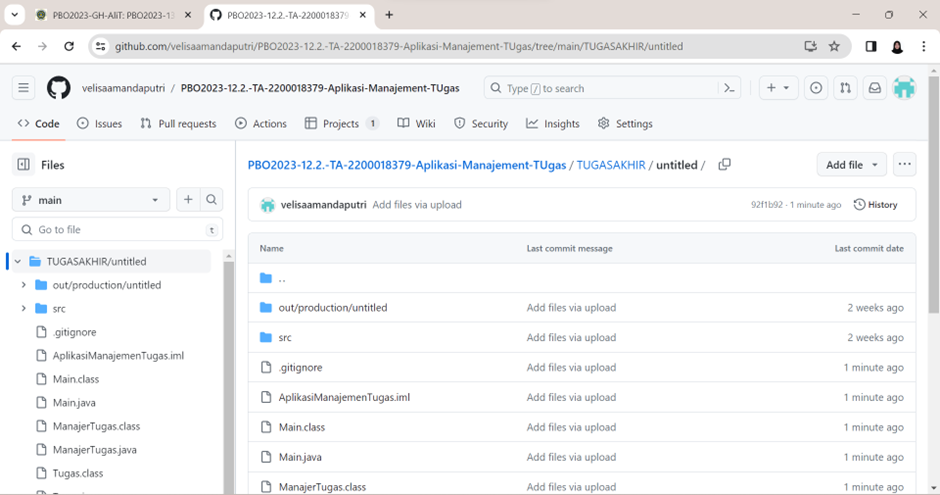 PBO2023-GH-AliT: PBO2023-13
PBO2023-12.2.-TA-2200018379-A
github.com/velisaamandaputri/PBO2023-12.2.-TA-2200018379-Aplikasi-Manajement-TUgas/tree/main/TUGASAKHIR/untitled
velisaamandaputri / PBO2023-12.2.-TA-2200018379-Aplikasi-Manajement-TUgas
Type / to search
Code Issues Pull requests Actions Projects 1 Wiki Security Insights Settings
Files
main
Go to file t
TUGASAKHIR/untitled
out/production/untitled
src
.gitignore
AplikasiManajemenTugas.iml
Main.class
Main.java
ManajerTugas.class
ManajerTugas.java
Tugas.class
PBO2023-12.2.-TA-2200018379-Aplikasi-Manajement-TUgas / TUGASAKHIR / untitled /
Add file
velisaamandaputri Add files via upload 92f1b92 · 1 minute ago History
Name Last commit message Last commit date
..
out/production/untitled Add files via upload 2 weeks ago
src Add files via upload 2 weeks ago
.gitignore Add files via upload 1 minute ago
AplikasiManajemenTugas.iml Add files via upload 1 minute ago
Main.class Add files via upload 1 minute ago
Main.java Add files via upload 1 minute ago
ManajerTugas.class Add files via upload 1 minute ago